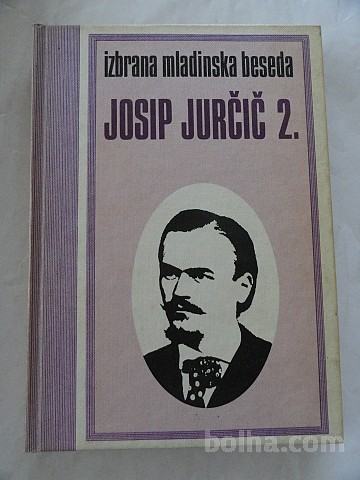 izbrana mladinska beseda
JOSIP JURČIČ 2.
bolha.com